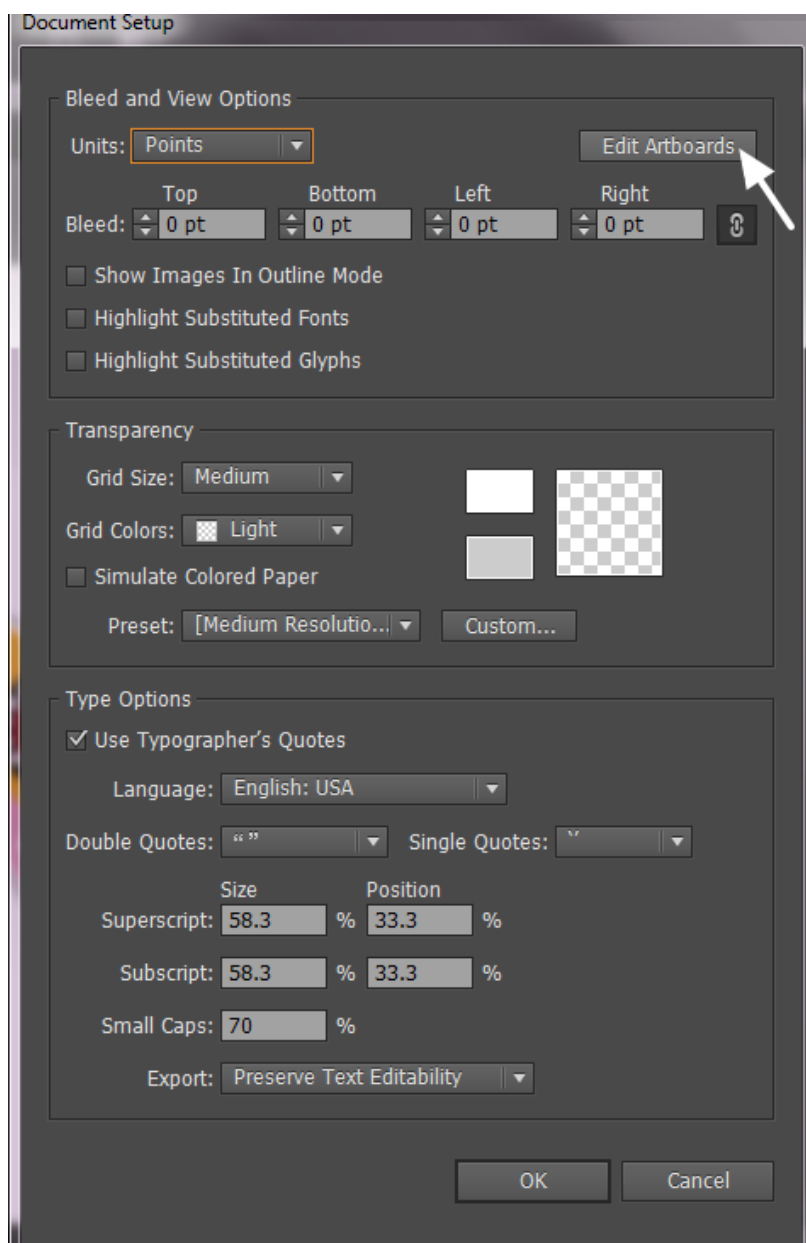 Document Setup
Bleed and View Options
Units: Points Edit Artboards
Top Bottom Left Right
Bleed: 0 pt 0 pt 0 pt 0 pt
Show Images In Outline Mode
Highlight Substituted Fonts
Highlight Substituted Glyphs
Transparency
Grid Size: Medium
Grid Colors: Light
Simulate Colored Paper
Preset: [Medium Resolutio... Custom...
Type Options
Use Typographer’s Quotes
Language: English: USA
Double Quotes: “ ” Single Quotes: ‘’
Size Position
Superscript: 58.3 % 33.3 %
Subscript: 58.3 % 33.3 %
Small Caps: 70 %
Export: Preserve Text Editability
OK Cancel